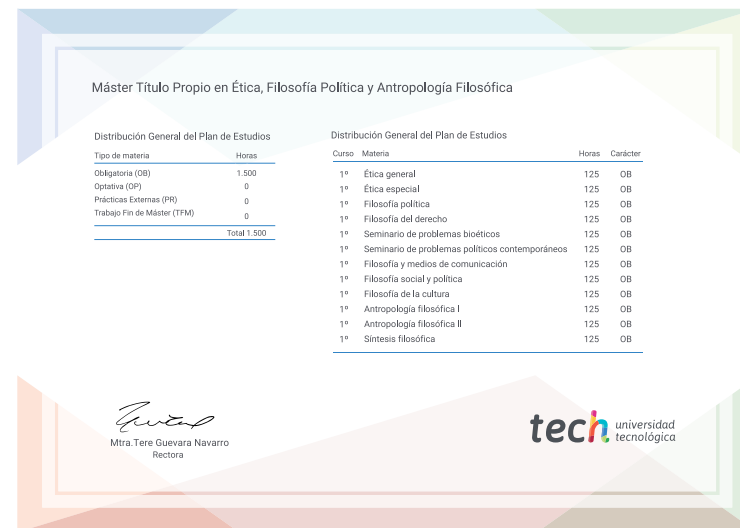 Máster Título Propio en Ética, Filosofía Política y Antropología Filosófica
Distribución General del Plan de Estudios
Tipo de materia Horas
Obligatoria (OB) 1.500
Optativa (OP) 0
Prácticas Externas (PR) 0
Trabajo Fin de Máster (TFM) 0
Total 1.500
Distribución General del Plan de Estudios
Curso Materia Horas Carácter
1º Ética general 125 OB
1º Ética especial 125 OB
1º Filosofía política 125 OB
1º Filosofía del derecho 125 OB
1º Seminario de problemas bioéticos 125 OB
1º Seminario de problemas políticos contemporáneos 125 OB
1º Filosofía y medios de comunicación 125 OB
1º Filosofía social y política 125 OB
1º Filosofía de la cultura 125 OB
1º Antropología filosófica I 125 OB
1º Antropología filosófica II 125 OB
1º Síntesis filosófica 125 OB
Mtra.Tere Guevara Navarro
Rectora
tech universidad
tecnológica